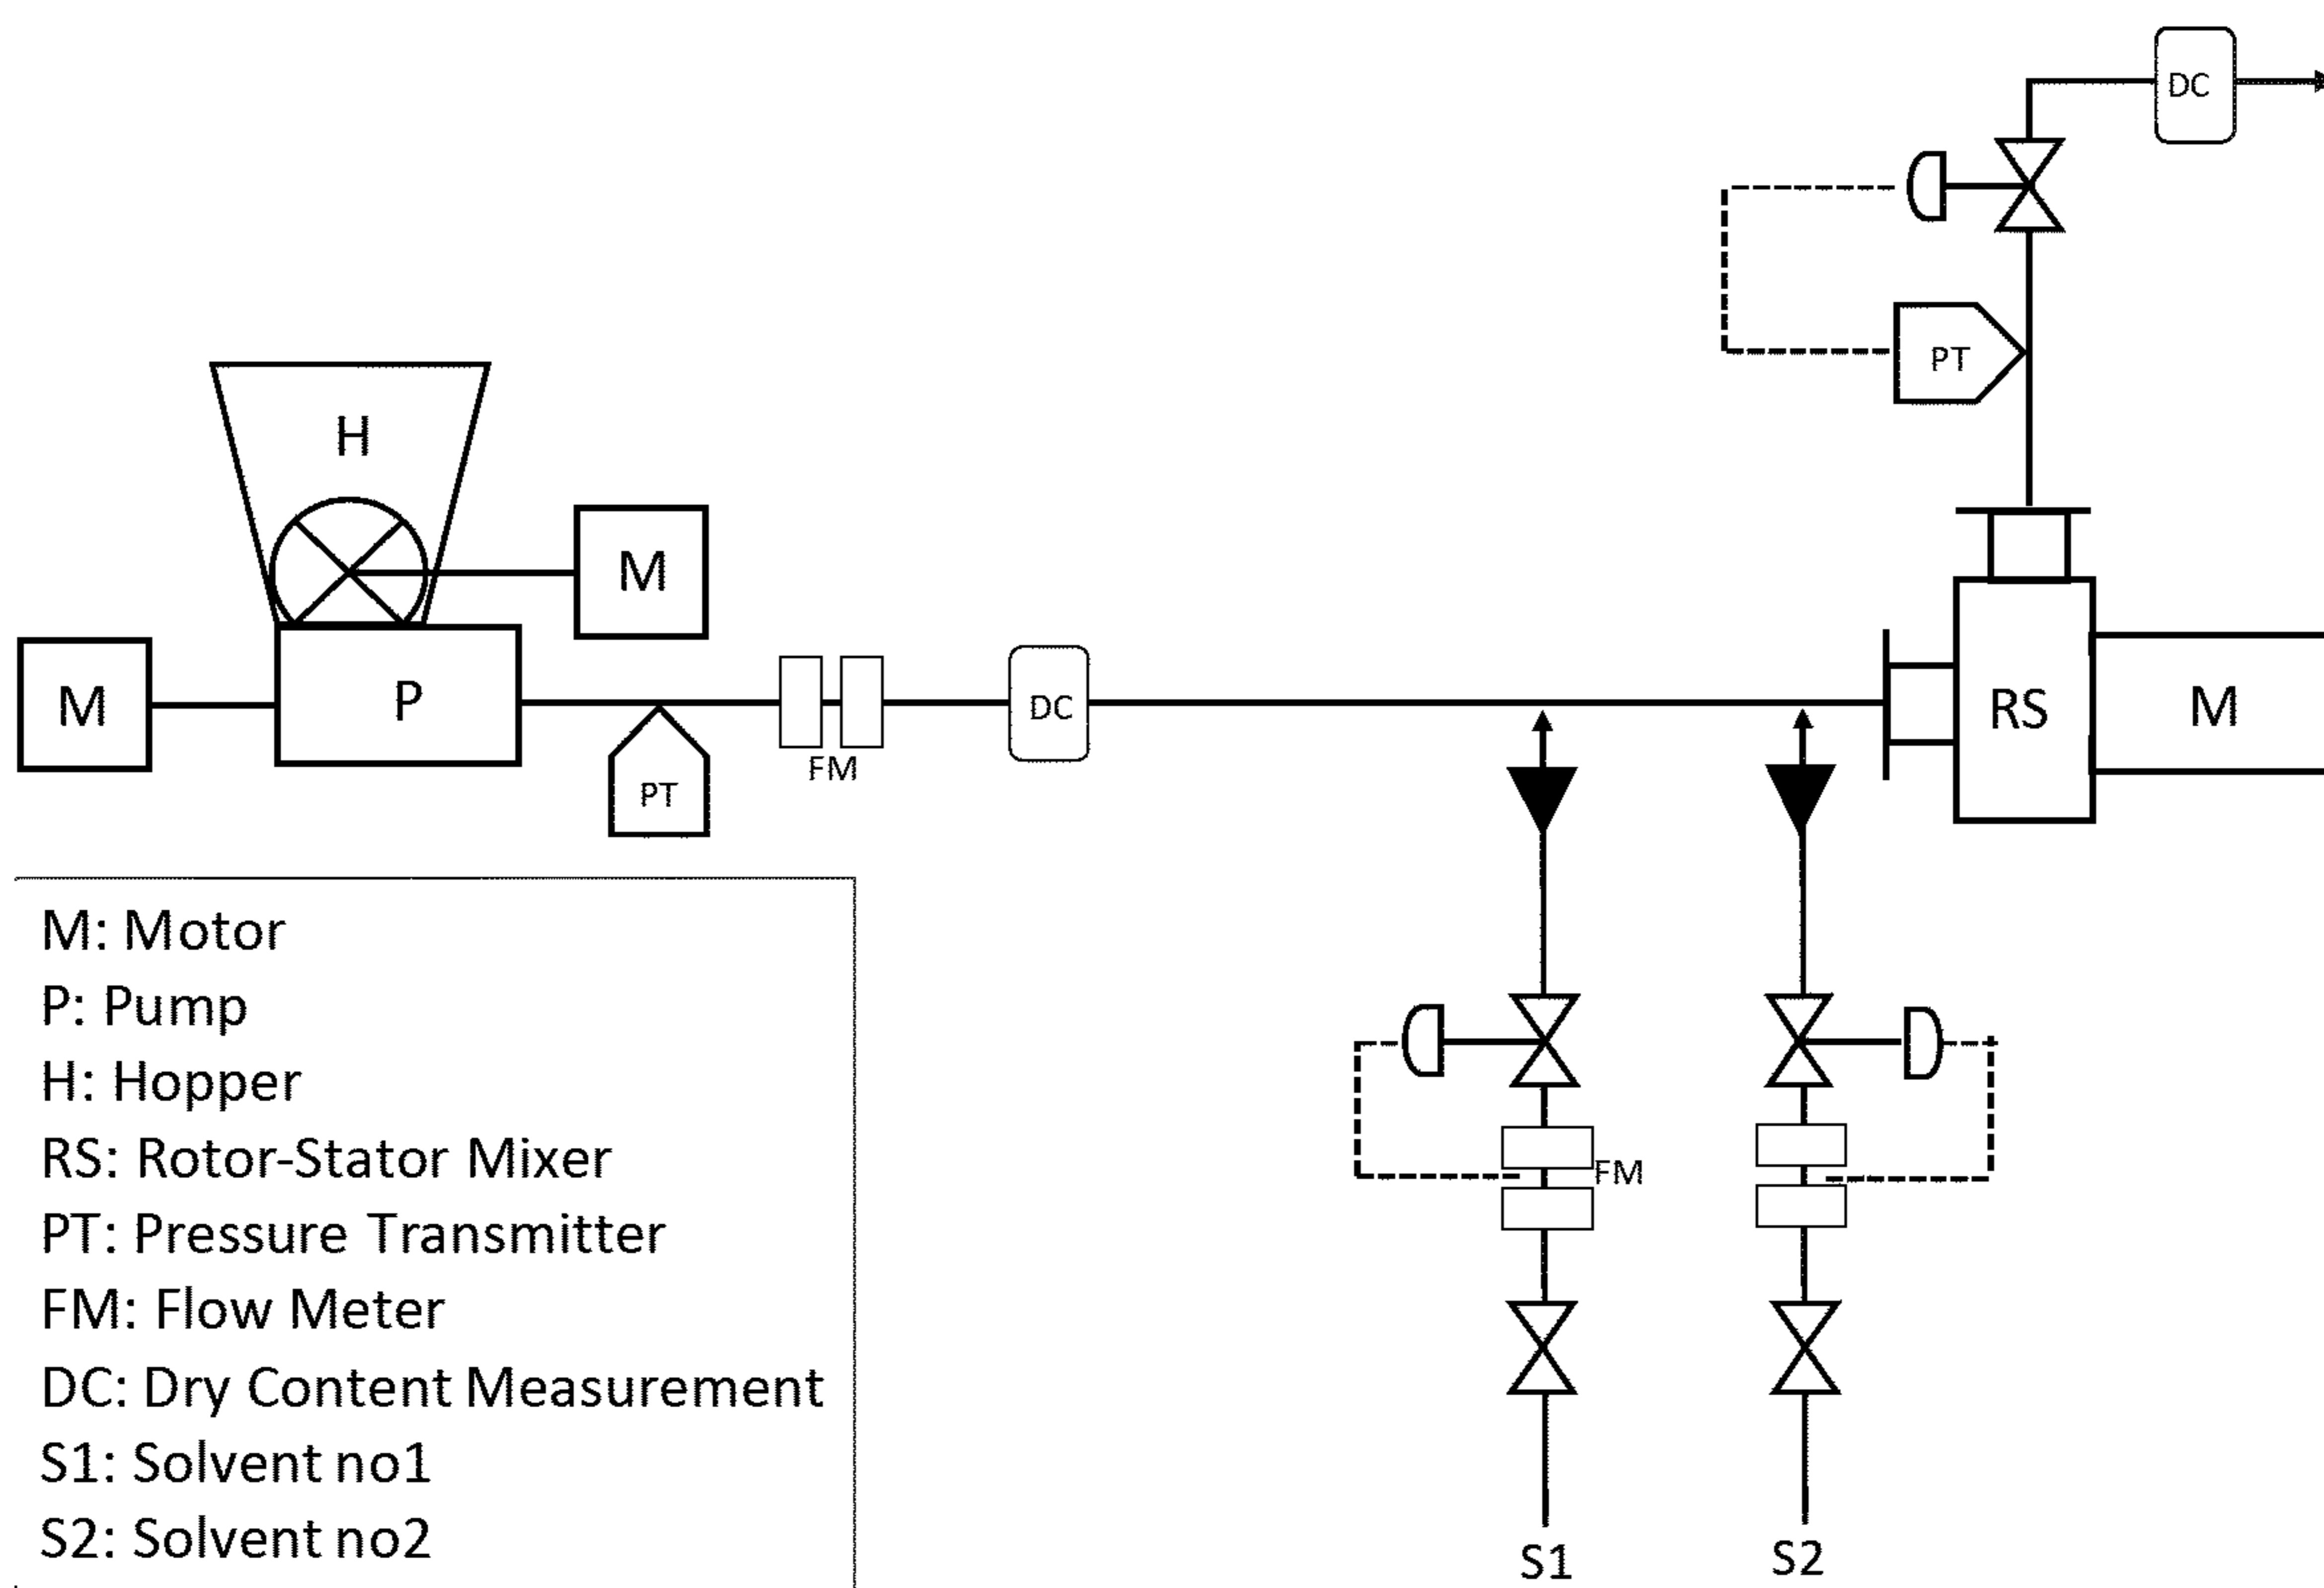 DC
PT
H
M
M
P
DC
RS
M
FM
PT
M: Motor
P: Pump
H: Hopper
RS: Rotor-Stator Mixer
PT: Pressure Transmitter
FM: Flow Meter
DC: Dry Content Measurement
S1: Solvent no1
S2: Solvent no2
FM
S1
S2